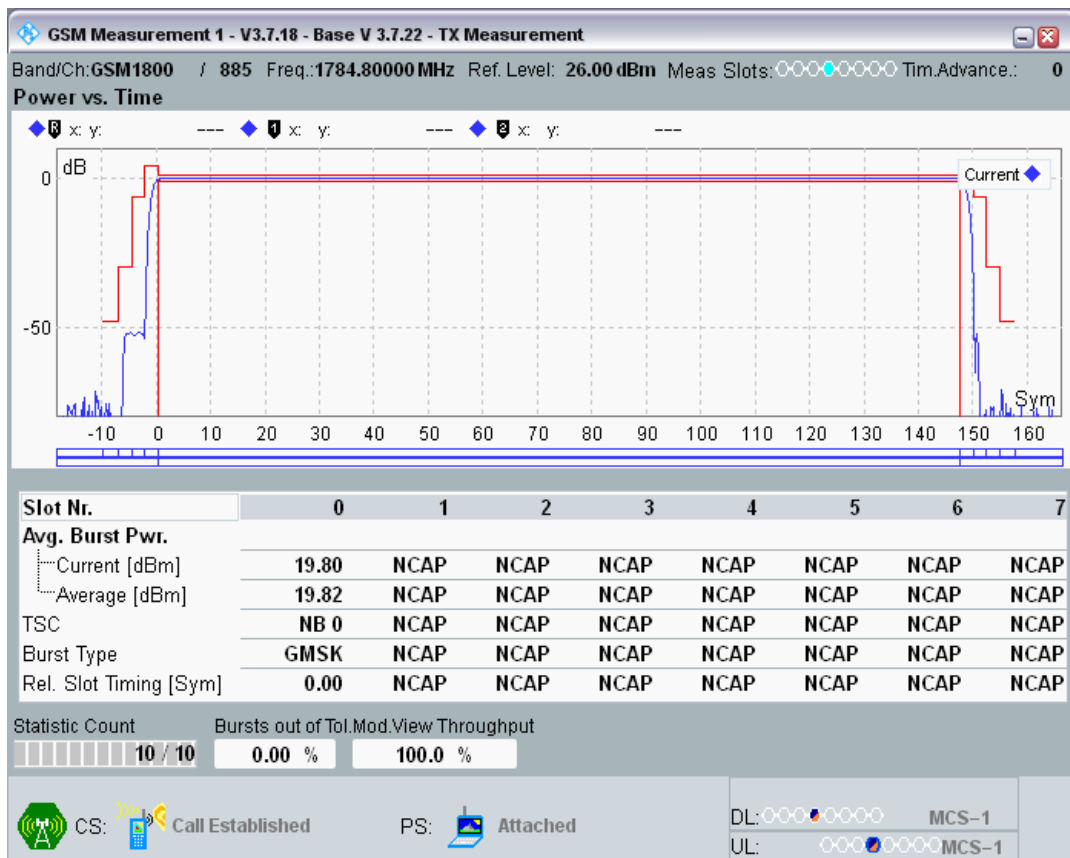 GSM Measurement 1 - V3.7.18 - Base V 3.7.22 - TX Measurement
Band/Ch:GSM1800 / 885 Freq.:1784.80000 MHz Ref. Level: 26.00 dBm Meas Slots: Tim.Advance.: 0
Power vs. Time
R x: y: --- 1 x: y: --- 2 x: y: ---
dB
0
Current
-50
Sym
-10 0 10 20 30 40 50 60 70 80 90 100 110 120 130 140 150 160
Slot Nr. 0 1 2 3 4 5 6 7
Avg. Burst Pwr.
Current [dBm] 19.80 NCAP NCAP NCAP NCAP NCAP NCAP NCAP
Average [dBm] 19.82 NCAP NCAP NCAP NCAP NCAP NCAP NCAP
TSC NB 0 NCAP NCAP NCAP NCAP NCAP NCAP NCAP
Burst Type GMSK NCAP NCAP NCAP NCAP NCAP NCAP NCAP
Rel. Slot Timing [Sym] 0.00 NCAP NCAP NCAP NCAP NCAP NCAP NCAP
Statistic Count Bursts out of Tol.Mod.View Throughput
10 / 10 0.00 % 100.0 %
CS: Call Established PS: Attached
DL: MCS-1
UL: MCS-1